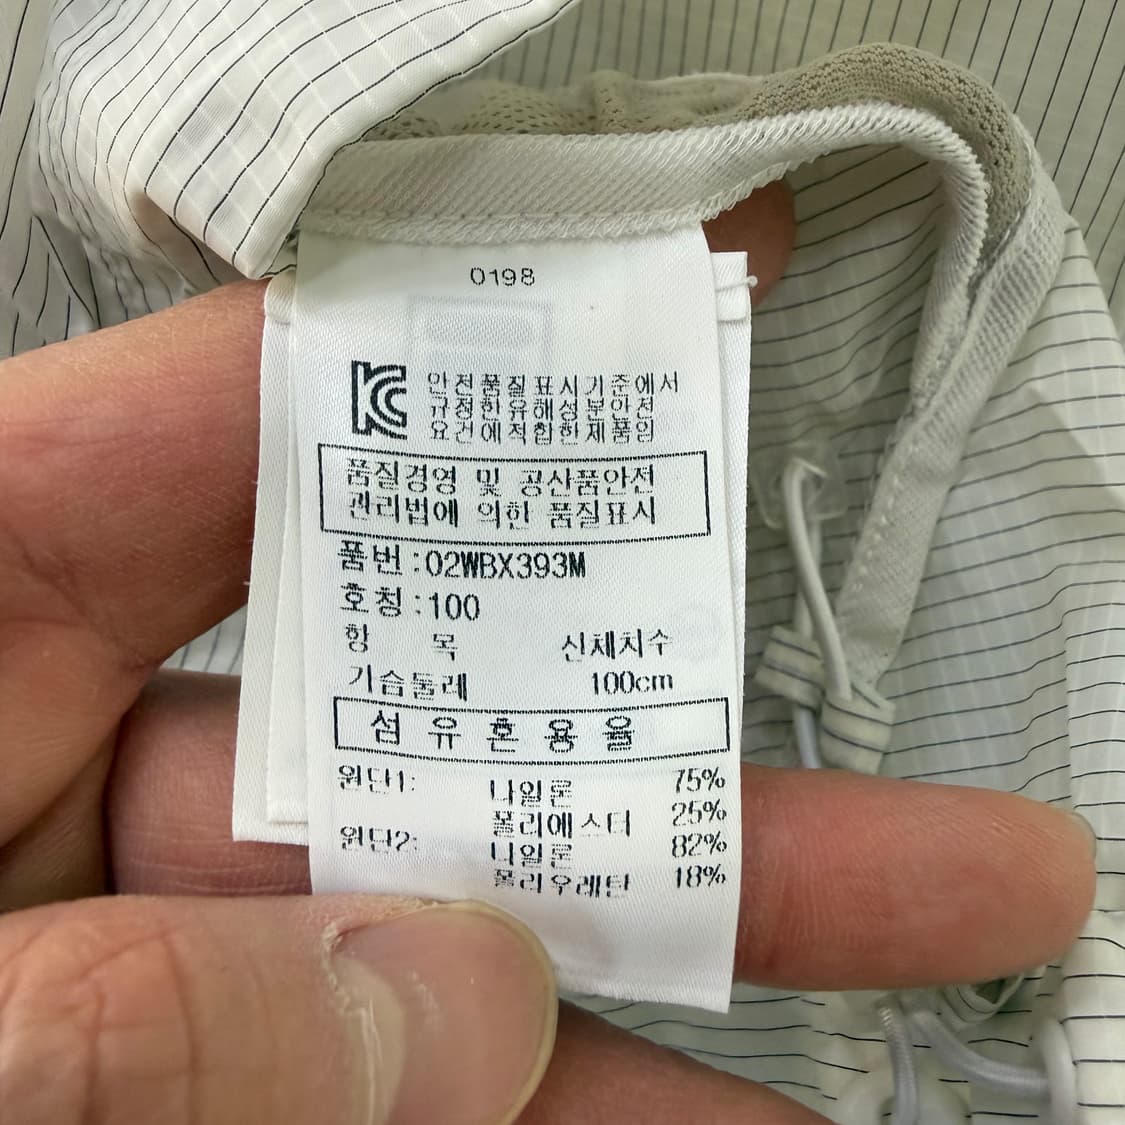 0198
KC
안전품질표시기준에서
규정한유해성분안전
요건에적합한제품임
품질경영 및 공산품안전
관리법에 의한 품질표시
품번:02WBX393M
호칭:100
항 목 신체치수
가슴둘레 100cm
섬유혼용율
원단1: 나일론 75%
폴리에스터 25%
원단2: 나일론 82%
폴리우레탄 18%